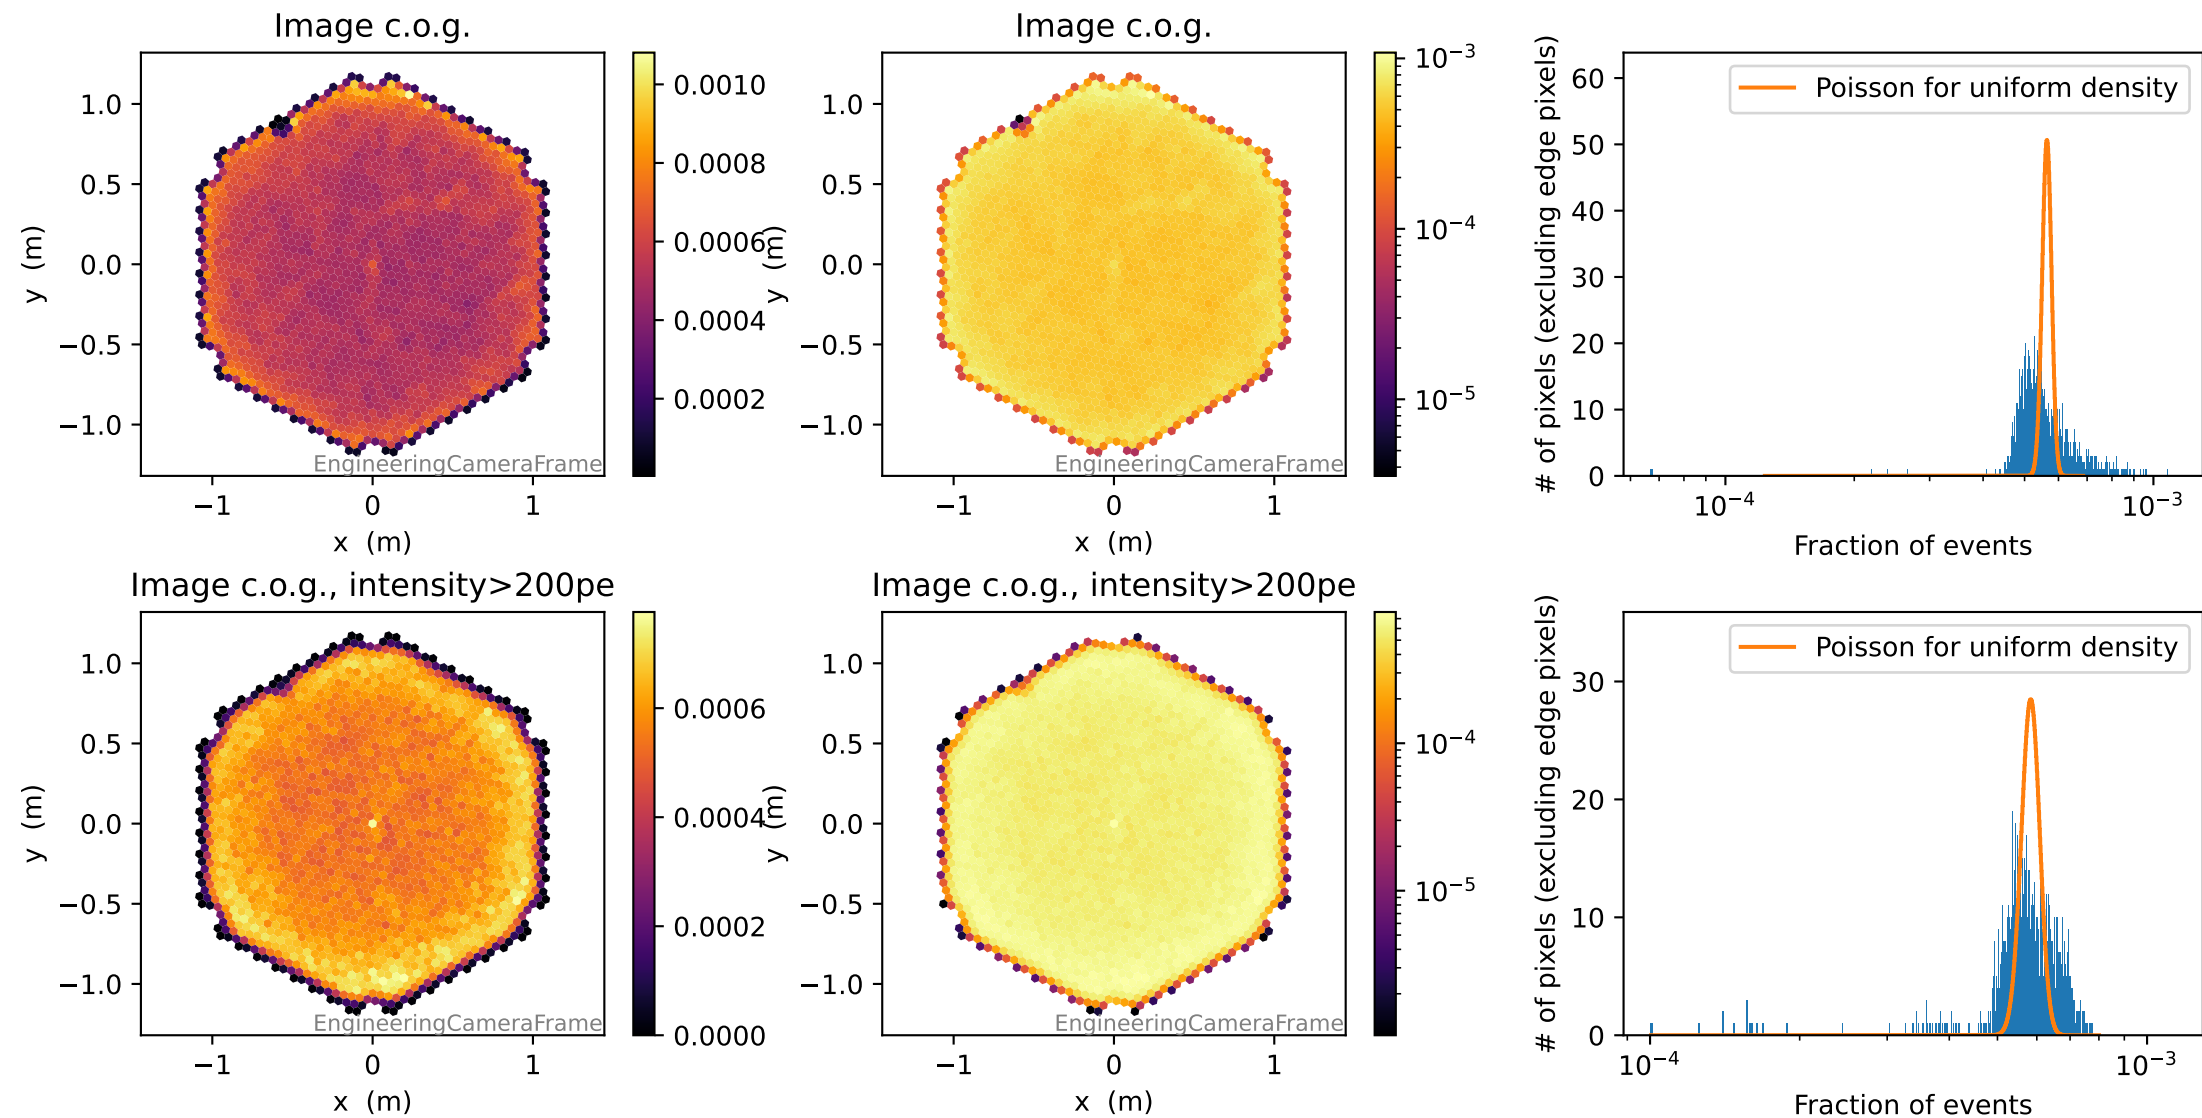 Image c.o.g.
1.0
0.5
0.0
−0.5
−1.0
y (m)
−1
0
1
x (m)
EngineeringCameraFrame
0.0010
0.0008
0.0006
0.0004
0.0002
Image c.o.g.
1.0
0.5
0.0
−0.5
−1.0
y (m)
−1
0
1
x (m)
EngineeringCameraFrame
10−3
10−4
10−5
# of pixels (excluding edge pixels)
60
50
40
30
20
10
0
Poisson for uniform density
10−4
10−3
Fraction of events
Image c.o.g., intensity>200pe
1.0
0.5
0.0
−0.5
−1.0
y (m)
−1
0
1
x (m)
EngineeringCameraFrame
0.0006
0.0004
0.0002
0.0000
Image c.o.g., intensity>200pe
1.0
0.5
0.0
−0.5
−1.0
y (m)
−1
0
1
x (m)
EngineeringCameraFrame
10−4
10−5
# of pixels (excluding edge pixels)
30
20
10
0
Poisson for uniform density
10−4
10−3
Fraction of events